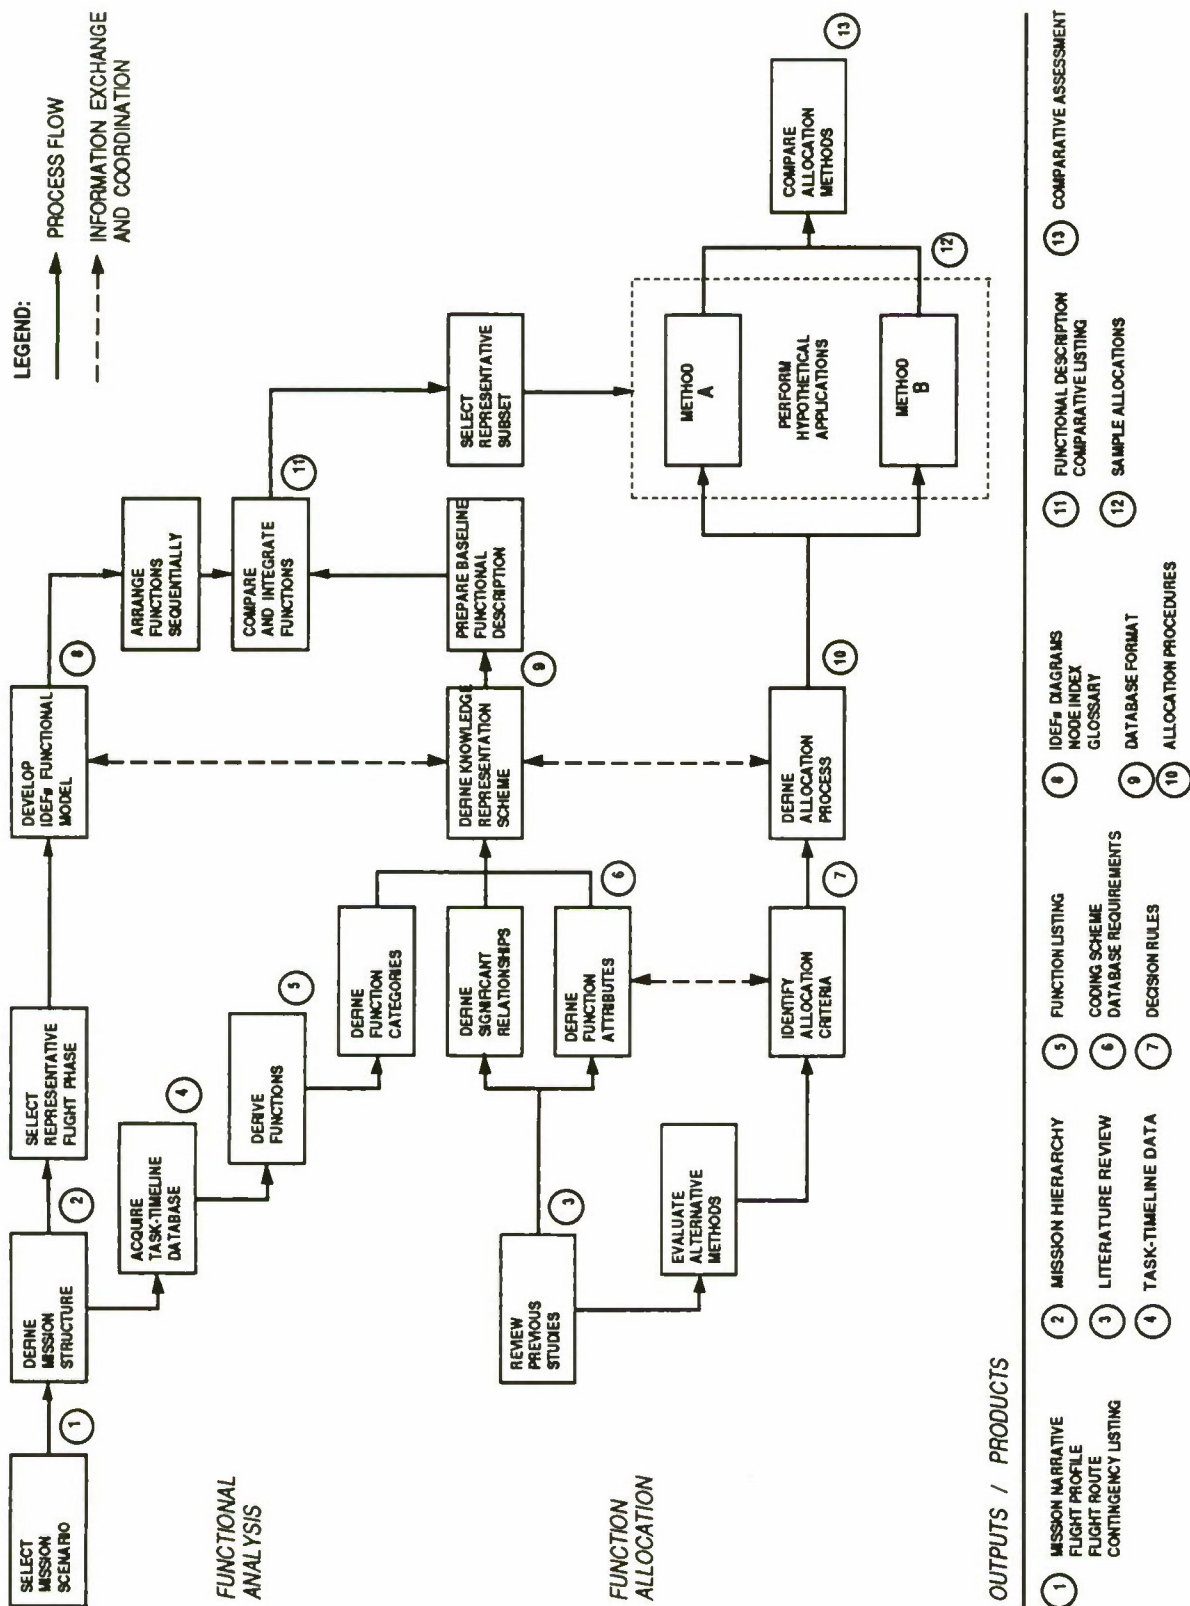 LEGEND:
PROCESS FLOW
INFORMATION EXCHANGE
AND COORDINATION
SELECT
MISSION
SCENARIO
1
DEFINE
MISSION
STRUCTURE
2
SELECT
REPRESENTATIVE
FLIGHT PHASE
DEVELOP
IDEFø FUNCTIONAL
MODEL
8
ACQUIRE
TASK-TIMELINE
DATABASE
4
ARRANGE
FUNCTIONS
SEQUENTIALLY
FUNCTIONAL
ANALYSIS
DERIVE
FUNCTIONS
5
COMPARE
AND INTEGRATE
FUNCTIONS
11
DEFINE
FUNCTION
CATEGORIES
DEFINE
SIGNIFICANT
RELATIONSHIPS
DEFINE KNOWLEDGE
REPRESENTATION
SCHEME
9
PREPARE BASELINE
FUNCTIONAL
DESCRIPTION
SELECT
REPRESENTATIVE
SUBSET
REVIEW
PREVIOUS
STUDIES
3
DEFINE
FUNCTION
ATTRIBUTES
6
FUNCTION
ALLOCATION
EVALUATE
ALTERNATIVE
METHODS
METHOD
A
IDENTIFY
ALLOCATION
CRITERIA
7
DEFINE
ALLOCATION
PROCESS
10
PERFORM
HYPOTHETICAL
APPLICATIONS
COMPARE
ALLOCATION
METHODS
13
METHOD
B
12
OUTPUTS / PRODUCTS
1 MISSION NARRATIVE
FLIGHT PROFILE
FLIGHT ROUTE
CONTINGENCY LISTING
2 MISSION HIERARCHY
3 LITERATURE REVIEW
4 TASK-TIMELINE DATA
5 FUNCTION LISTING
6 CODING SCHEME
DATABASE REQUIREMENTS
7 DECISION RULES
8 IDEFø DIAGRAMS
NODE INDEX
GLOSSARY
9 DATABASE FORMAT
10 ALLOCATION PROCEDURES
11 FUNCTIONAL DESCRIPTION
COMPARATIVE LISTING
12 SAMPLE ALLOCATIONS
13 COMPARATIVE ASSESSMENT